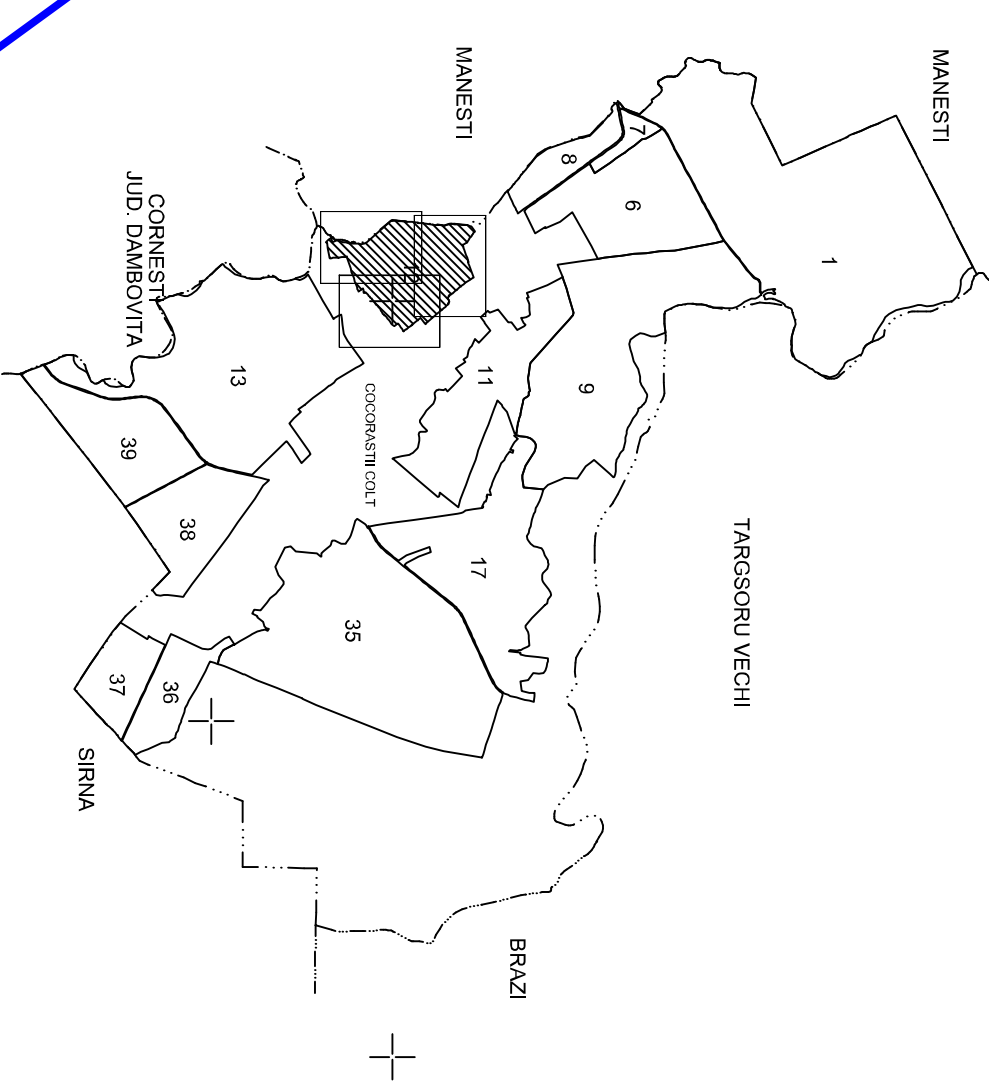 MANESTI
MANESTI
7
8
6
1
CORNESTI
JUD. DAMBOVITA
13
11
9
COCORASTII COLT
39
38
17
TARGSORU VECHI
35
37
36
SIRNA
BRAZI